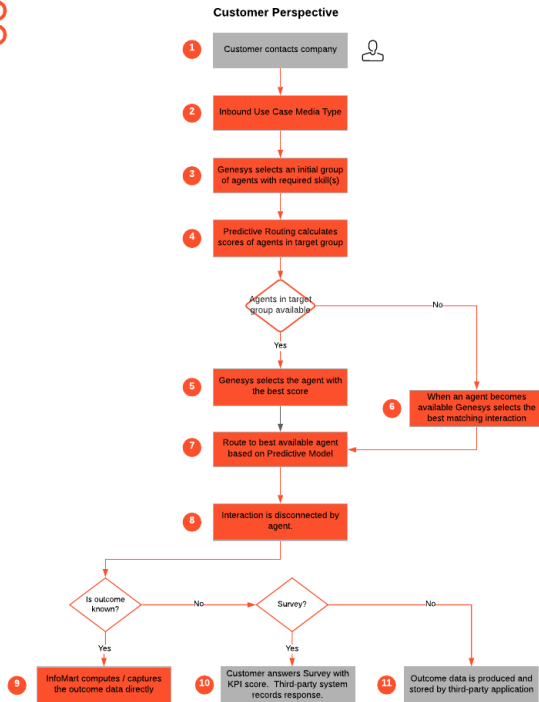 Customer Perspective
1
Customer contacts company
2
Inbound Use Case Media Type
3
Genesys selects an initial group
of agents with required skill(s)
4
Predictive Routing calculates
scores of agents in target group
Agents in target
group available
No
Yes
5
Genesys selects the agent with
the best score
6
When an agent becomes
available Genesys selects the
best matching interaction
7
Route to best available agent
based on Predictive Model
8
Interaction is disconnected by
agent.
Is outcome
known?
No
Survey?
No
Yes
Yes
9
InfoMart computes / captures
the outcome data directly
10
Customer answers Survey with
KPI score. Third-party system
records response.
11
Outcome data is produced and
stored by third-party application